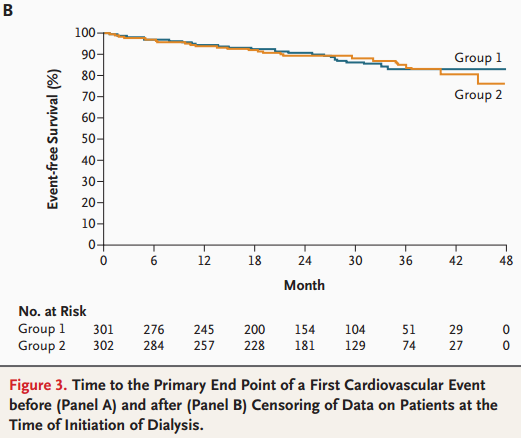 B
100
90
80
70
60
50
40
30
20
10
0
Event-free Survival (%)
Group 1
Group 2
0 6 12 18 24 30 36 42 48
Month
No. at Risk
Group 1 301 276 245 200 154 104 51 29 0
Group 2 302 284 257 228 181 129 74 27 0
Figure 3. Time to the Primary End Point of a First Cardiovascular Event
before (Panel A) and after (Panel B) Censoring of Data on Patients at the
Time of Initiation of Dialysis.